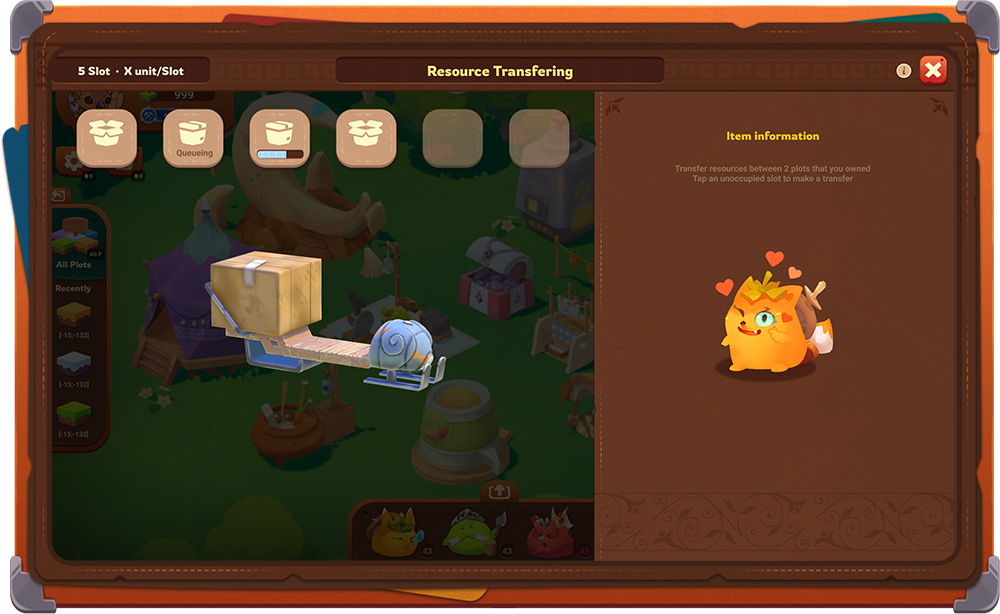 5 Slot · X unit/Slot
Resource Transfering
i
999
Queueing
Item information
Transfer resources between 2 plots that you owned
Tap an unoccupied slot to make a transfer
Alt P
All Plots
Recently
[-15;-132]
[-15;-132]
[-15;-132]
43
43
43